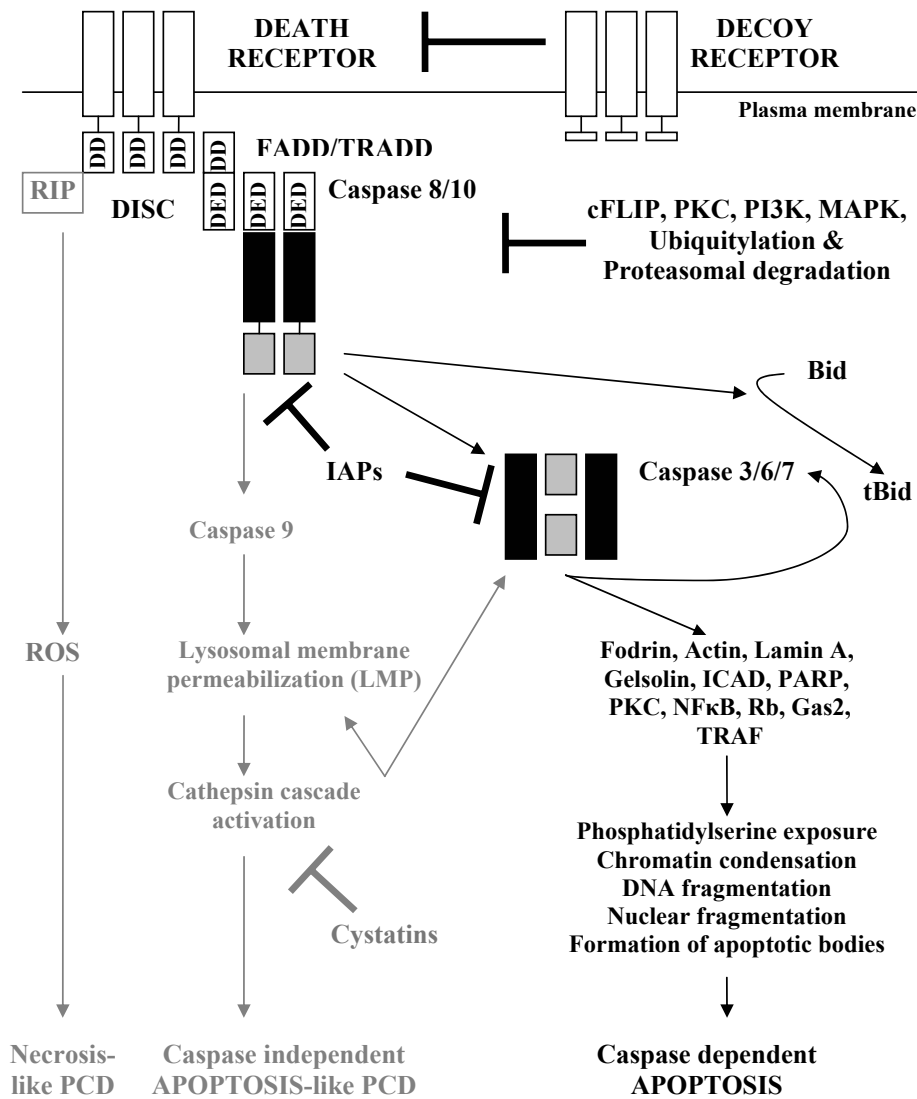 DEATH
RECEPTOR
DECOY
RECEPTOR
Plasma membrane
DD
DD
DD
DD
FADD/TRADD
RIP
DISC
DED
DED
DED
Caspase 8/10
cFLIP, PKC, PI3K, MAPK,
Ubiquitylation &
Proteasomal degradation
Bid
IAPs
Caspase 3/6/7
tBid
Caspase 9
ROS
Lysosomal membrane
permeabilization (LMP)
Fodrin, Actin, Lamin A,
Gelsolin, ICAD, PARP,
PKC, NFκB, Rb, Gas2,
TRAF
Cathepsin cascade
activation
Phosphatidylserine exposure
Chromatin condensation
DNA fragmentation
Nuclear fragmentation
Formation of apoptotic bodies
Cystatins
Necrosis-
like PCD
Caspase independent
APOPTOSIS-like PCD
Caspase dependent
APOPTOSIS